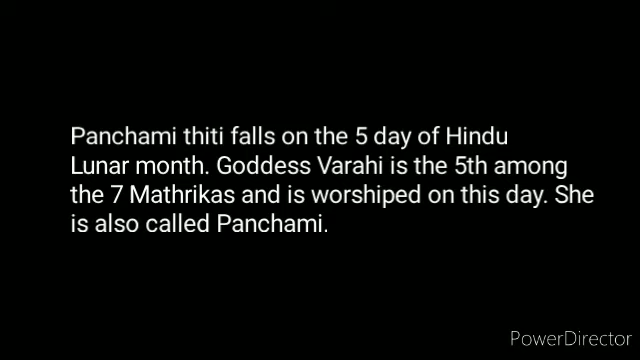 Panchami thiti falls on the 5 day of Hindu
Lunar month. Goddess Varahi is the 5th among
the 7 Mathrikas and is worshiped on this day. She
is also called Panchami.
PowerDirector